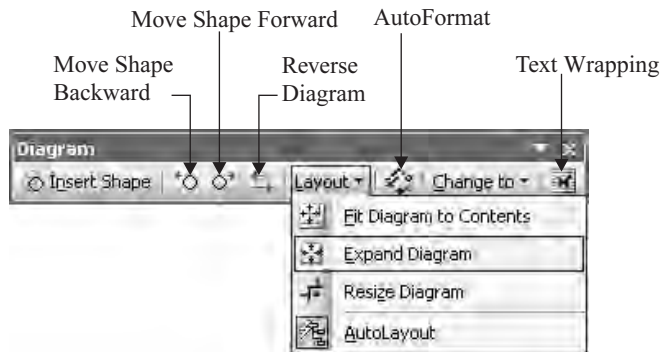 Move Shape Forward AutoFormat
Move Shape Backward
Reverse Diagram
Text Wrapping
Diagram
Insert Shape Layout Change to
Fit Diagram to Contents
Expand Diagram
Resize Diagram
AutoLayout